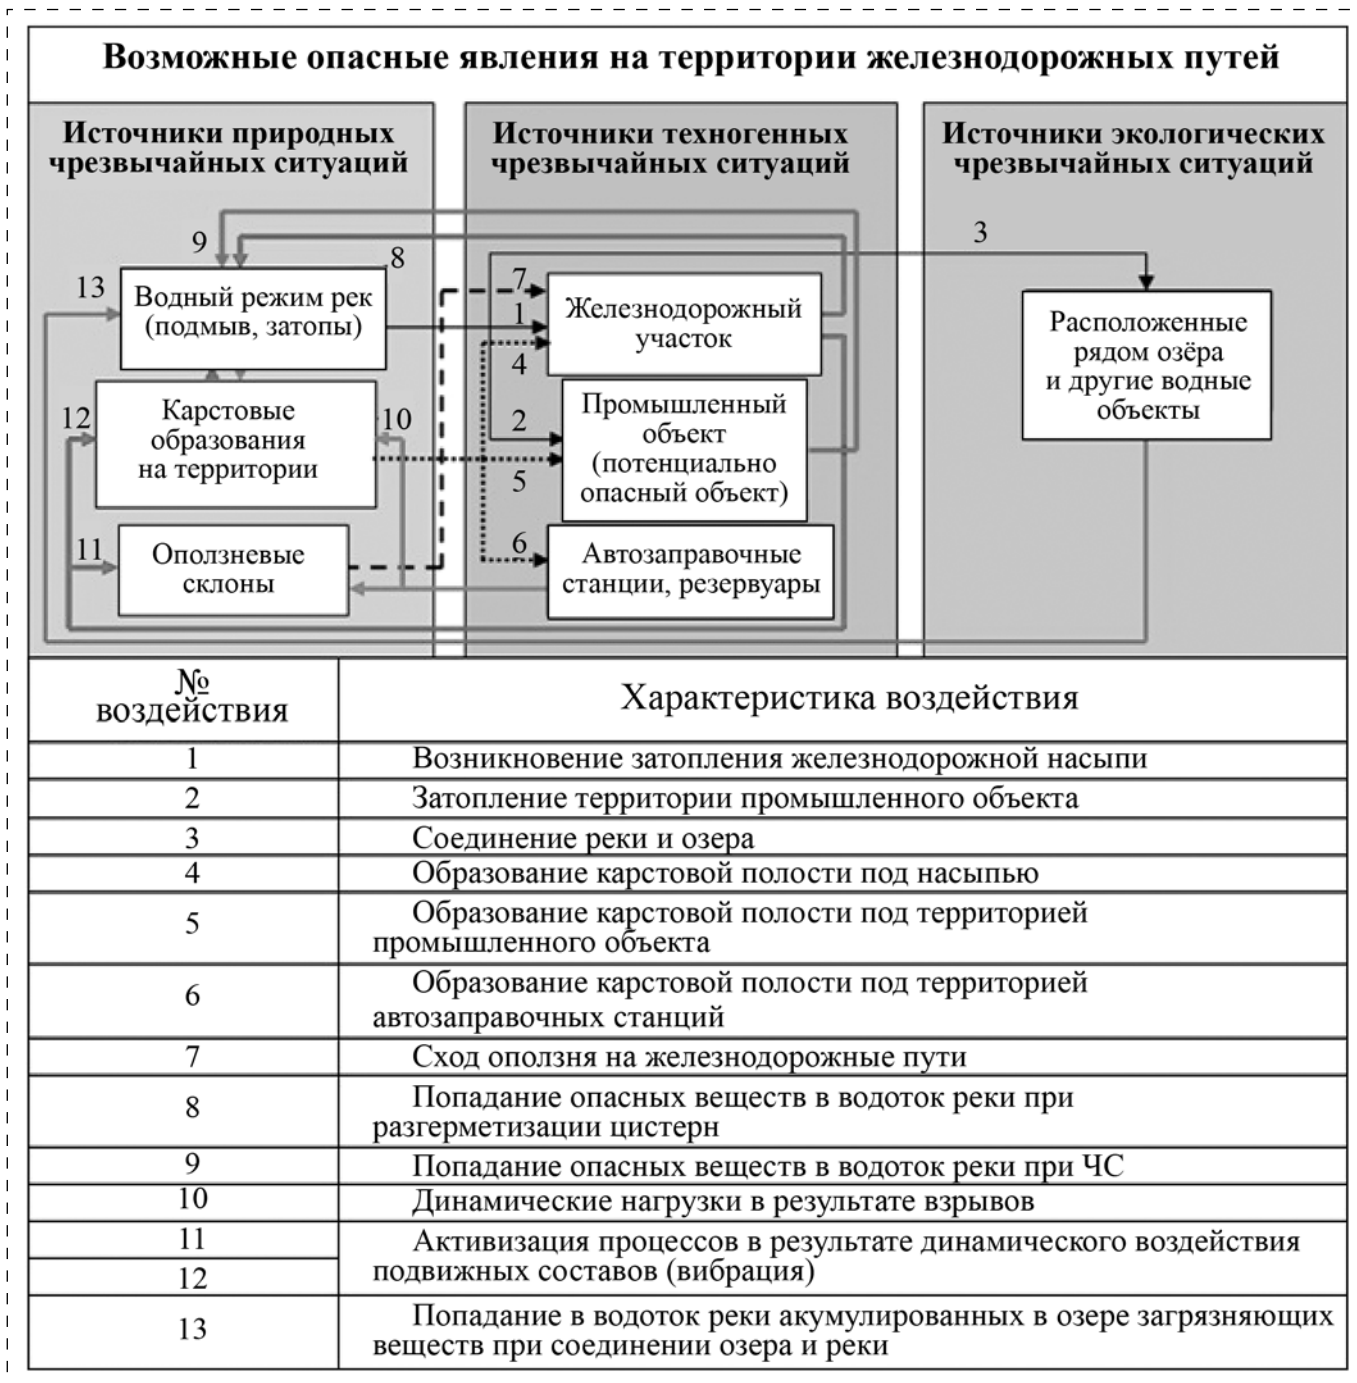 Возможные опасные явления на территории железнодорожных путей
Источники природных
чрезвычайных ситуаций
Источники техногенных
чрезвычайных ситуаций
Источники экологических
чрезвычайных ситуаций
9
8
13
Водный режим рек
(подмыв, затопы)
12
Карстовые
образования
на территории
10
11
Оползневые
склоны
7
1
4
Железнодорожный
участок
2
5
Промышленный
объект
(потенциально
опасный объект)
6
Автозаправочные
станции, резервуары
3
Расположенные
рядом озёра
и другие водные
объекты
№
воздействия
Характеристика воздействия
1
Возникновение затопления железнодорожной насыпи
2
Затопление территории промышленного объекта
3
Соединение реки и озера
4
Образование карстовой полости под насыпью
5
Образование карстовой полости под территорией
промышленного объекта
6
Образование карстовой полости под территорией
автозаправочных станций
7
Сход оползня на железнодорожные пути
8
Попадание опасных веществ в водоток реки при
разгерметизации цистерн
9
Попадание опасных веществ в водоток реки при ЧС
10
Динамические нагрузки в результате взрывов
11
12
Активизация процессов в результате динамического воздействия
подвижных составов (вибрация)
13
Попадание в водоток реки акумулированных в озере загрязняющих
веществ при соединении озера и реки